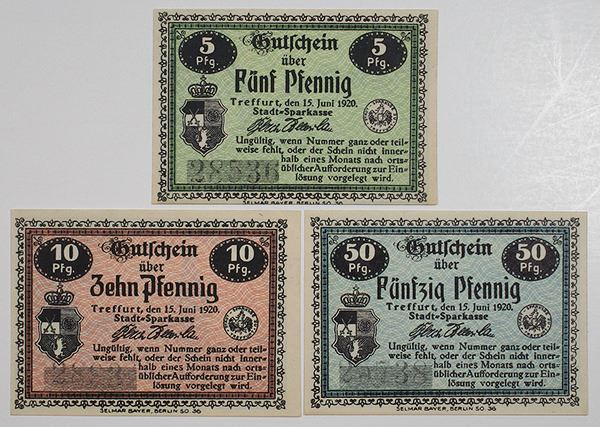 5 Pfg.
Gutschein
5 Pfg.
über
Fünf Pfennig
Treffurt, den 15. Juni 1920.
Stadt-Sparkasse
Ungültig, wenn Nummer ganz oder teil-
weise fehlt, oder der Schein nicht inner-
halb eines Monats nach orts-
28536
üblicher Aufforderung zur Ein-
lösung vorgelegt wird.
SELMAR BAYER, BERLIN SO. 36
10 Pfg.
Gutschein
10 Pfg.
über
Zehn Pfennig
Treffurt, den 15. Juni 1920.
Stadt-Sparkasse
Ungültig, wenn Nummer ganz oder teil-
weise fehlt, oder der Schein nicht inner-
halb eines Monats nach orts-
üblicher Aufforderung zur Ein-
lösung vorgelegt wird.
SELMAR BAYER, BERLIN SO. 36
50 Pfg.
Gutschein
50 Pfg.
über
Fünfzig Pfennig
Treffurt, den 15. Juni 1920.
Stadt-Sparkasse
Ungültig, wenn Nummer ganz oder teil-
weise fehlt, oder der Schein nicht inner-
halb eines Monats nach orts-
üblicher Aufforderung zur Ein-
lösung vorgelegt wird.
SELMAR BAYER, BERLIN SO. 36